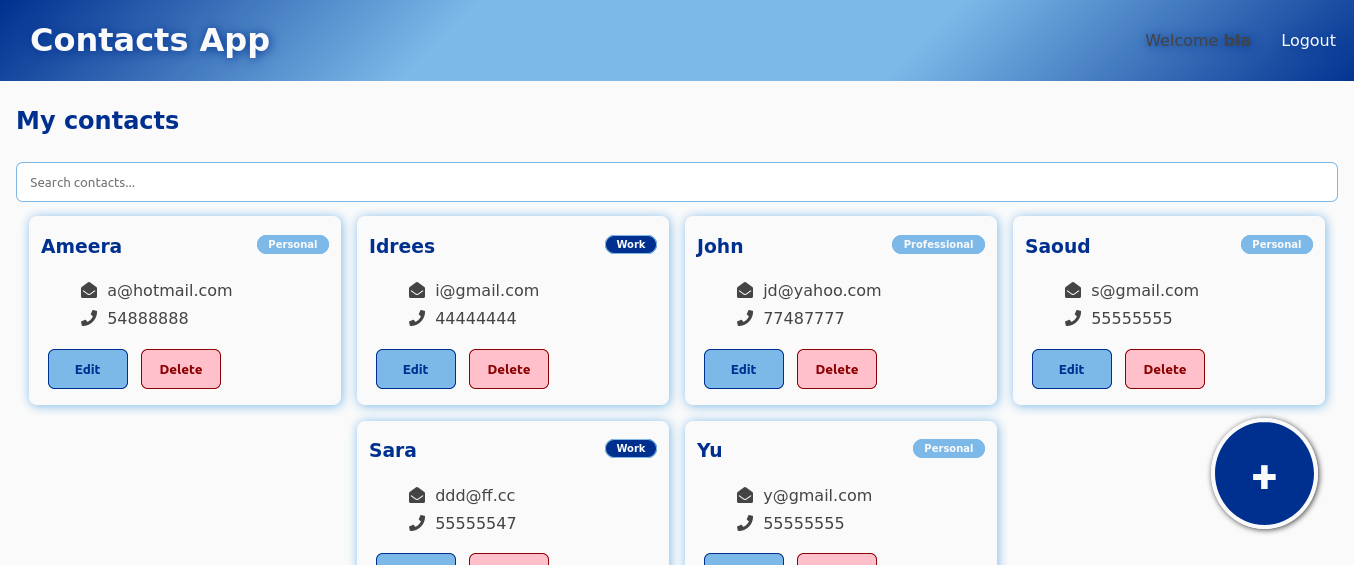 Contacts App
Welcome bla Logout
My contacts
Search contacts...
Ameera Personal
a@hotmail.com
54888888
Edit Delete
Idrees Work
i@gmail.com
44444444
Edit Delete
John Professional
jd@yahoo.com
77487777
Edit Delete
Saoud Personal
s@gmail.com
55555555
Edit Delete
Sara Work
ddd@ff.cc
55555547
Yu Personal
y@gmail.com
55555555
+